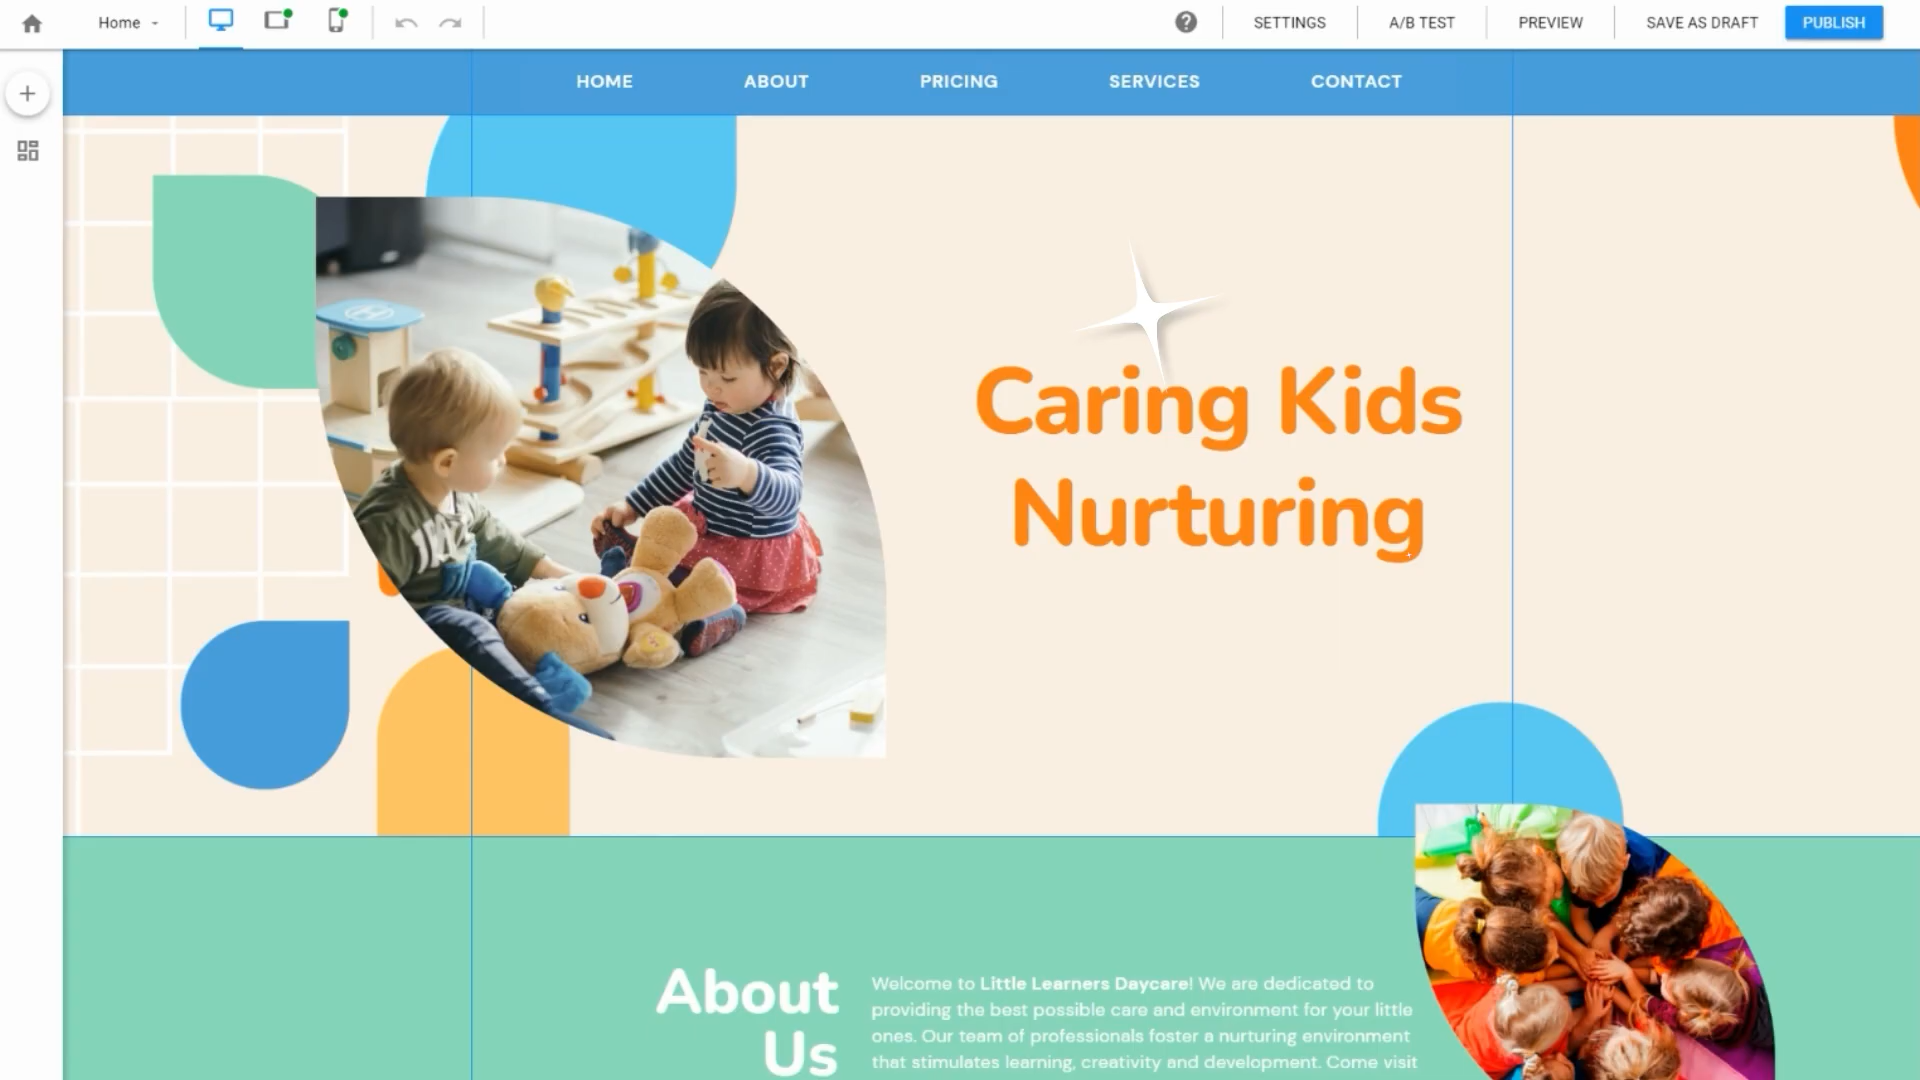 Home
SETTINGS
A/B TEST
PREVIEW
SAVE AS DRAFT
PUBLISH
HOME
ABOUT
PRICING
SERVICES
CONTACT
Caring Kids
Nurturing
About
Us
Welcome to Little Learners Daycare! We are dedicated to
providing the best possible care and environment for your little
ones. Our team of professionals foster a nurturing environment
that stimulates learning, creativity and development. Come visit